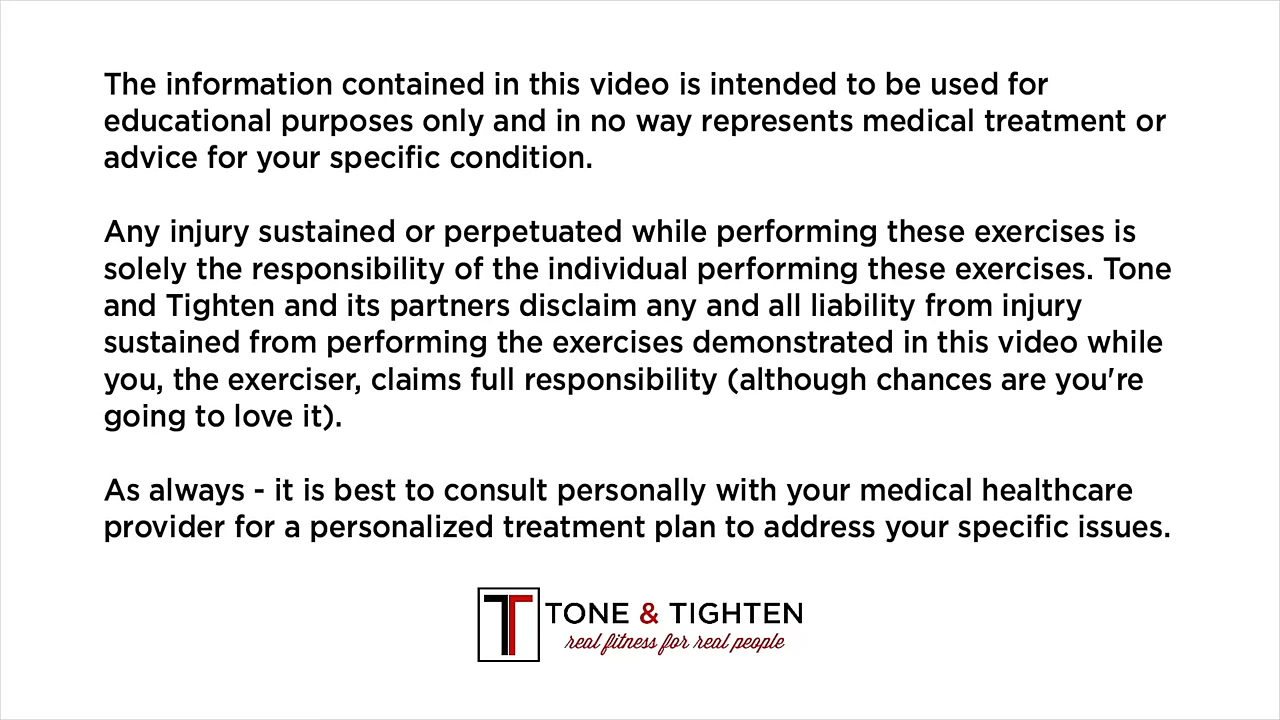 The information contained in this video is intended to be used for
educational purposes only and in no way represents medical treatment or
advice for your specific condition.
Any injury sustained or perpetuated while performing these exercises is
solely the responsibility of the individual performing these exercises. Tone
and Tighten and its partners disclaim any and all liability from injury
sustained from performing the exercises demonstrated in this video while
you, the exerciser, claims full responsibility (although chances are you're
going to love it).
As always - it is best to consult personally with your medical healthcare
provider for a personalized treatment plan to address your specific issues.
TT TONE & TIGHTEN
real fitness for real people